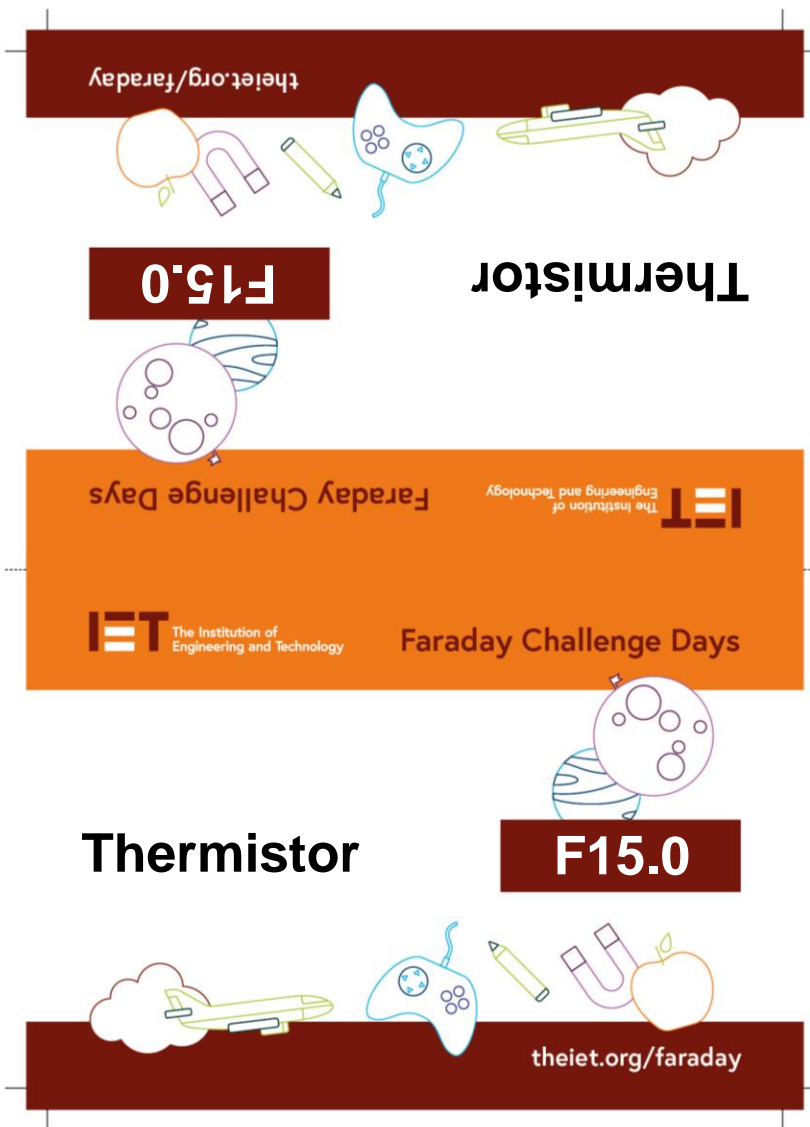 theiet.org/faraday
F15.0
Thermistor
Faraday Challenge Days
IET The Institution of
Engineering and Technology
IET The Institution of
Engineering and Technology
Faraday Challenge Days
Thermistor
F15.0
theiet.org/faraday